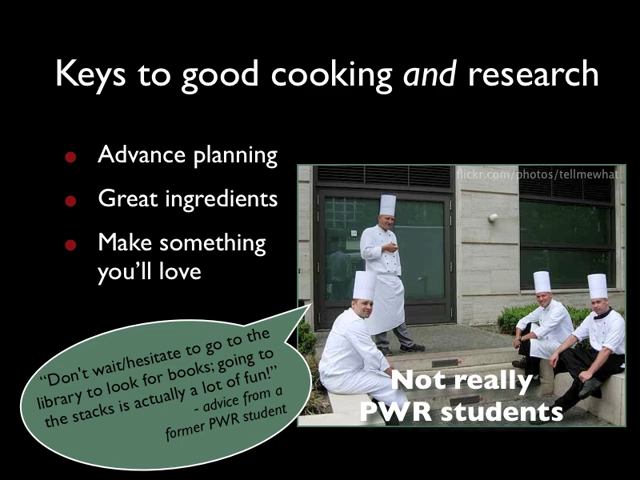 Keys to good cooking and research
Advance planning
Great ingredients
Make something
you'll love
flickr.com/photos/tellmewhat
Not really
PWR students
"Don't wait/hesitate to go to the
library to look for books; going to
the stacks is actually a lot of fun!"
- advice from a
former PWR student